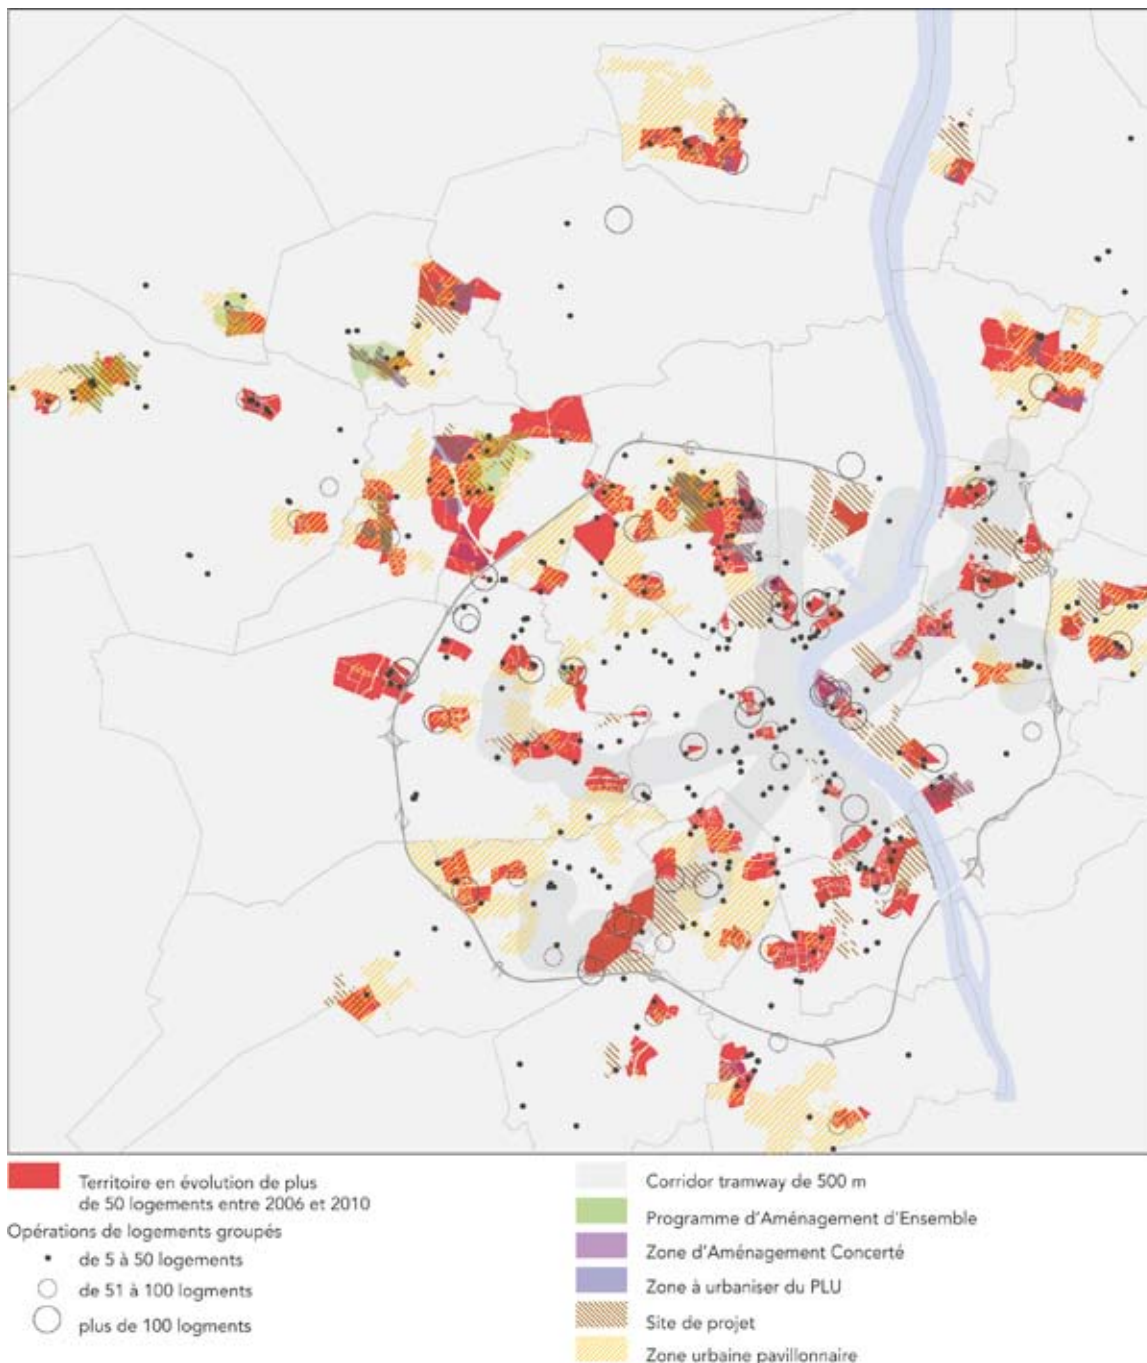 Territoire en évolution de plus
de 50 logements entre 2006 et 2010
Opérations de logements groupés
de 5 à 50 logements
de 51 à 100 logments
plus de 100 logments
Corridor tramway de 500 m
Programme d'Aménagement d'Ensemble
Zone d'Aménagement Concerté
Zone à urbaniser du PLU
Site de projet
Zone urbaine pavillonnaire